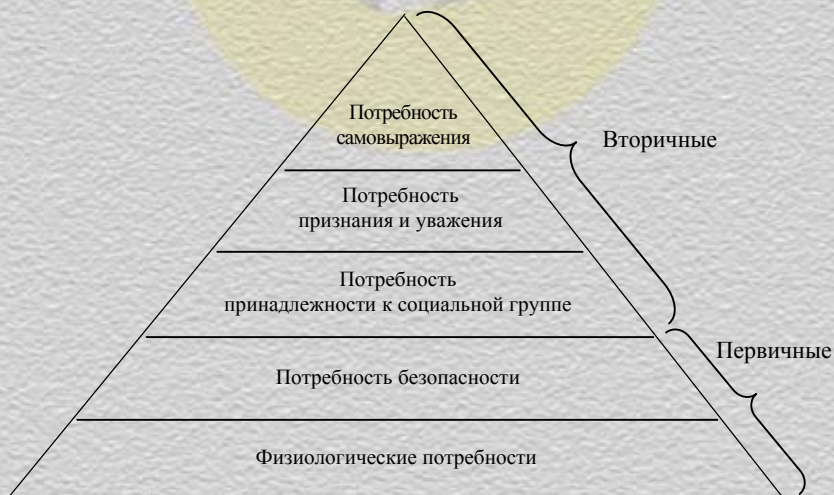 Потребность
самовыражения
Вторичные
Потребность
признания и уважения
Потребность
принадлежности к социальной группе
Первичные
Потребность безопасности
Физиологические потребности